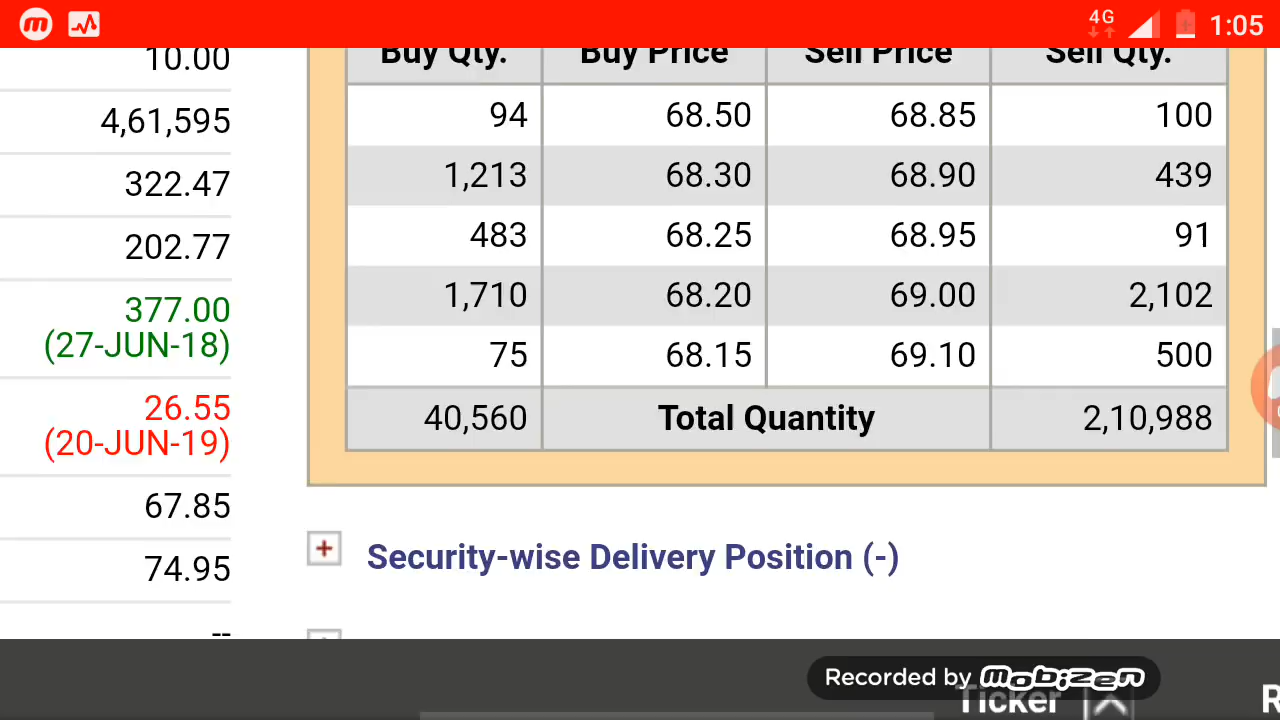 4G 1:05
10.00
4,61,595
322.47
202.77
377.00
(27-JUN-18)
26.55
(20-JUN-19)
67.85
74.95
--
Buy Qty. Buy Price Sell Price Sell Qty.
94 68.50 68.85 100
1,213 68.30 68.90 439
483 68.25 68.95 91
1,710 68.20 69.00 2,102
75 68.15 69.10 500
40,560 Total Quantity 2,10,988
Security-wise Delivery Position (-)
Recorded by mobizen
Ticker R